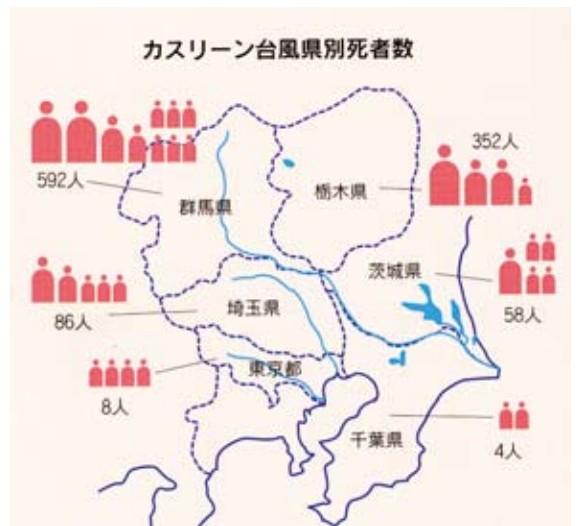 カスリーン台風県別死者数
592人
群馬県
352人
栃木県
茨城県
58人
埼玉県
86人
東京都
8人
千葉県
4人